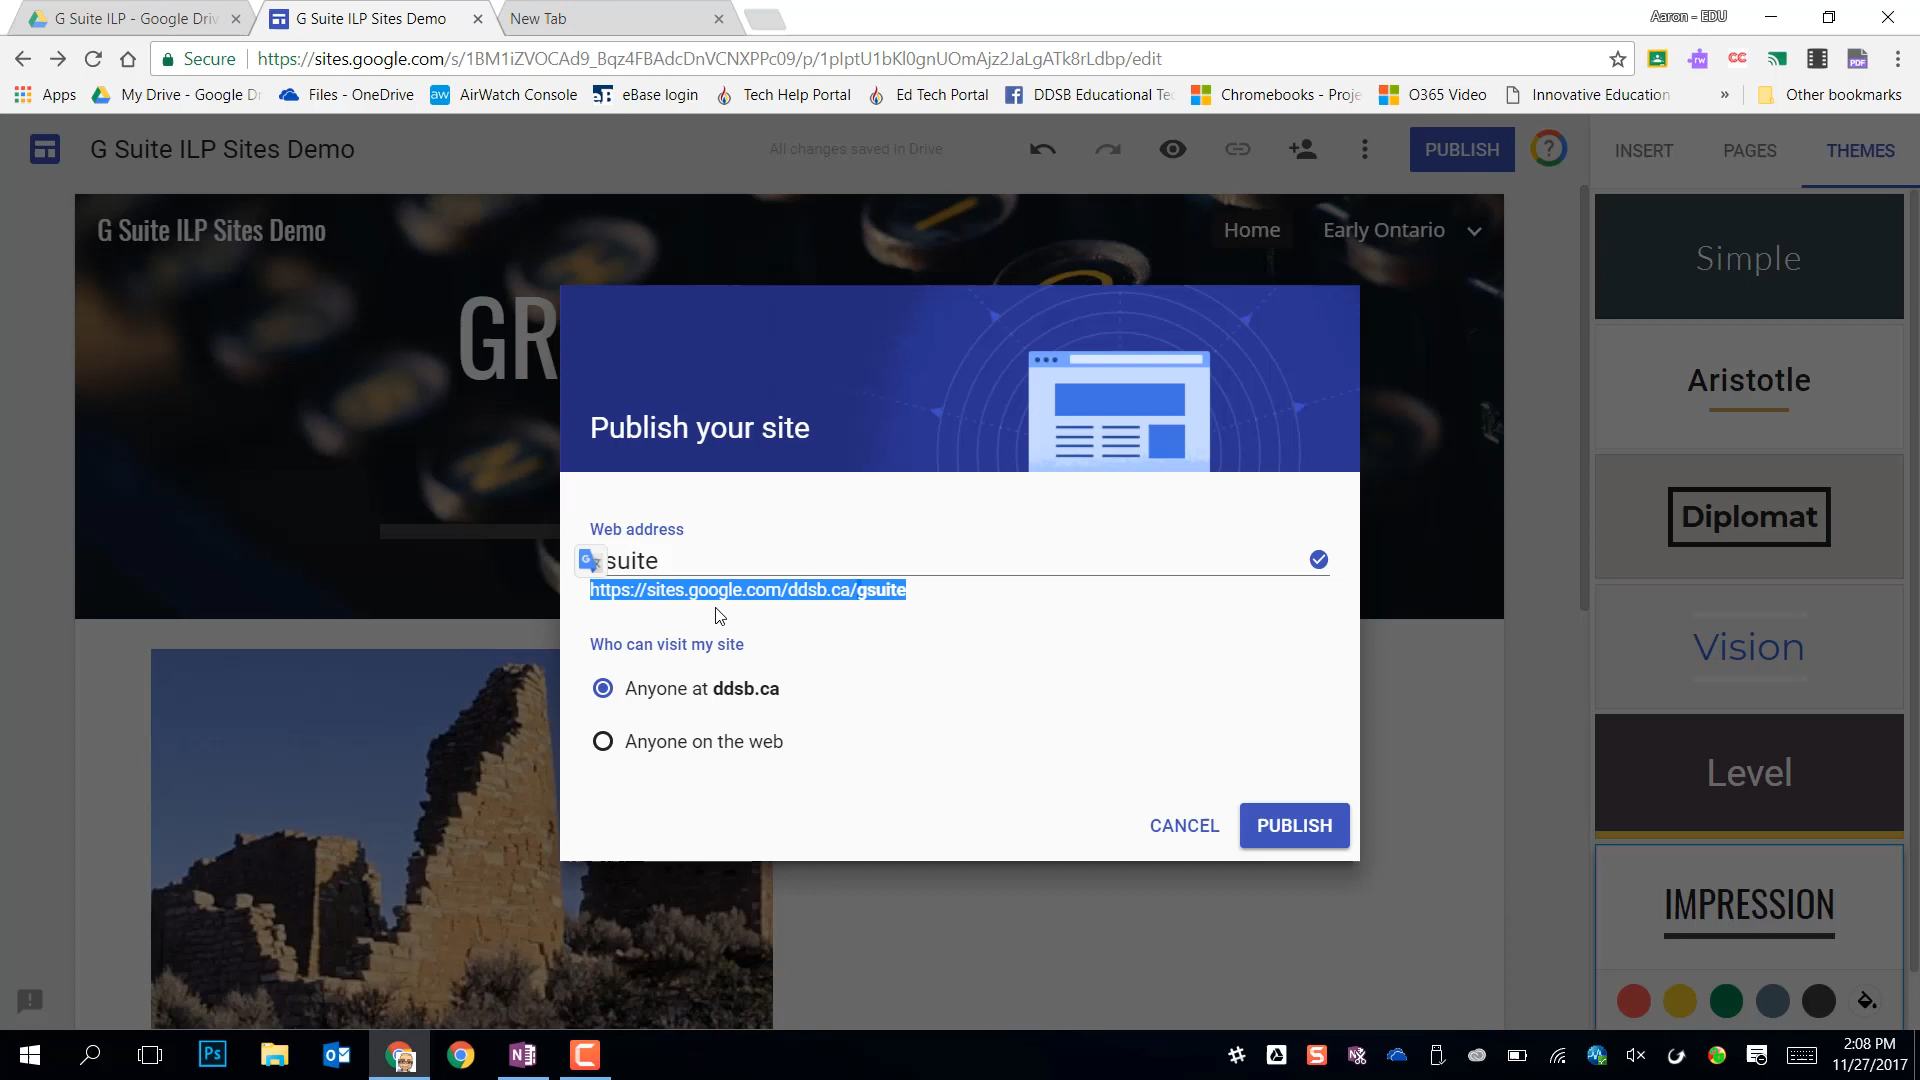 G Suite ILP - Google Driv
G Suite ILP Sites Demo
New Tab
Aaron - EDU
Secure
https://sites.google.com/s/1BM1iZVOCAd9_Bqz4FBAdcDnVCNXPPc09/p/1pIptU1bKl0gnUOmAjz2JaLgATk8rLdbp/edit
Apps
My Drive - Google Dr
Files - OneDrive
aw AirWatch Console
eBase login
Tech Help Portal
Ed Tech Portal
DDSB Educational Tec
Chromebooks - Proje
O365 Video
Innovative Education
»
Other bookmarks
G Suite ILP Sites Demo
All changes saved in Drive
PUBLISH
?
INSERT
PAGES
THEMES
G Suite ILP Sites Demo
Home
Early Ontario
GR
Publish your site
Web address
suite
https://sites.google.com/ddsb.ca/gsuite
Who can visit my site
Anyone at ddsb.ca
Anyone on the web
CANCEL
PUBLISH
Simple
Aristotle
Diplomat
Vision
Level
IMPRESSION
2:08 PM
11/27/2017